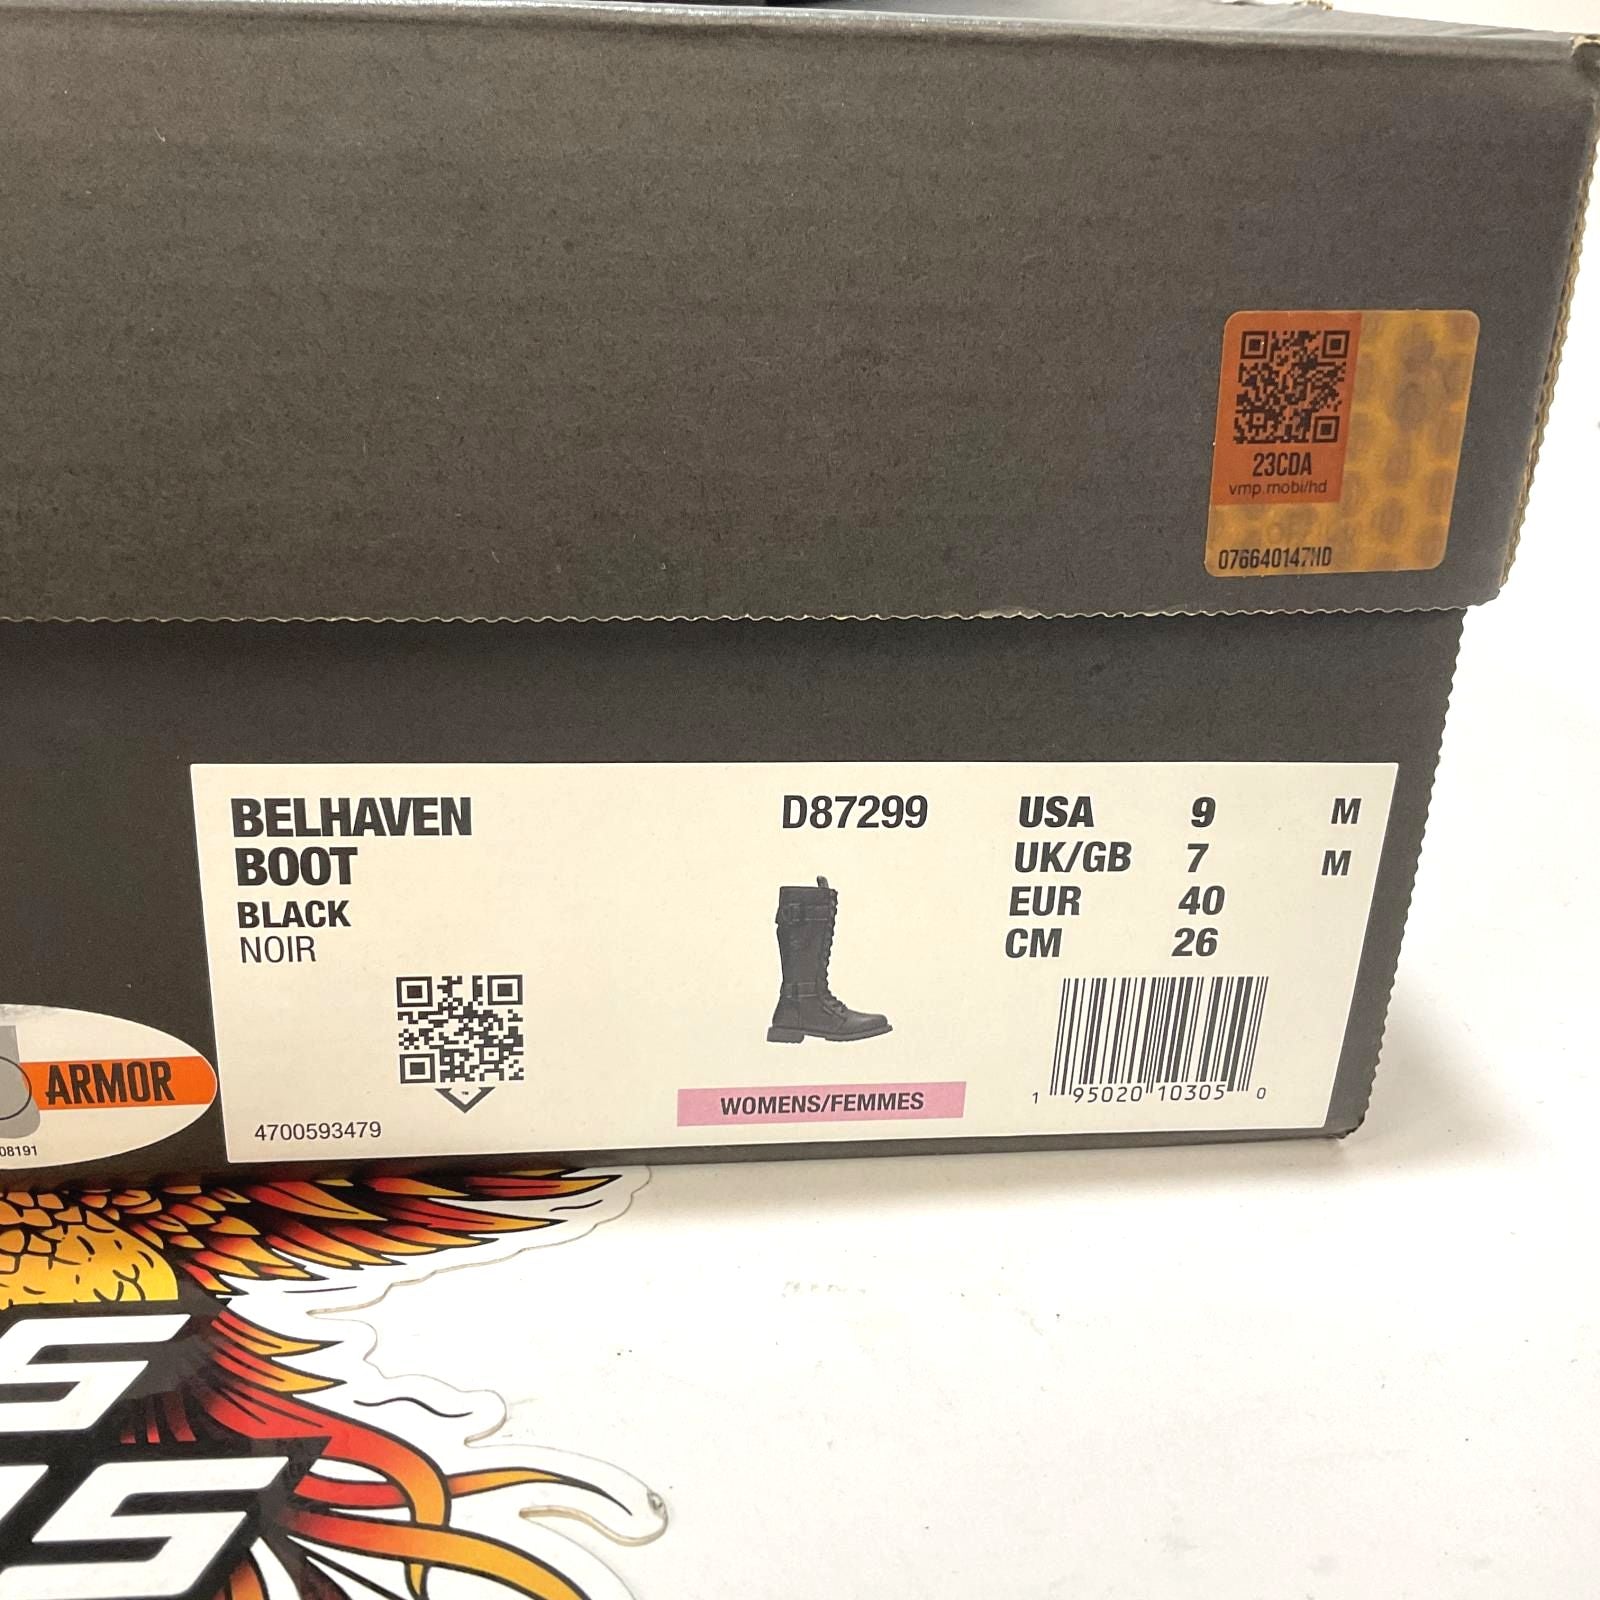 23CDA
vmp.mobi/hd
076640147HD
BELHAVEN
BOOT
BLACK
NOIR
4700593479
D87299
WOMENS/FEMMES
USA 9 M
UK/GB 7 M
EUR 40
CM 26
1 95020 10305 0
ARMOR
08191